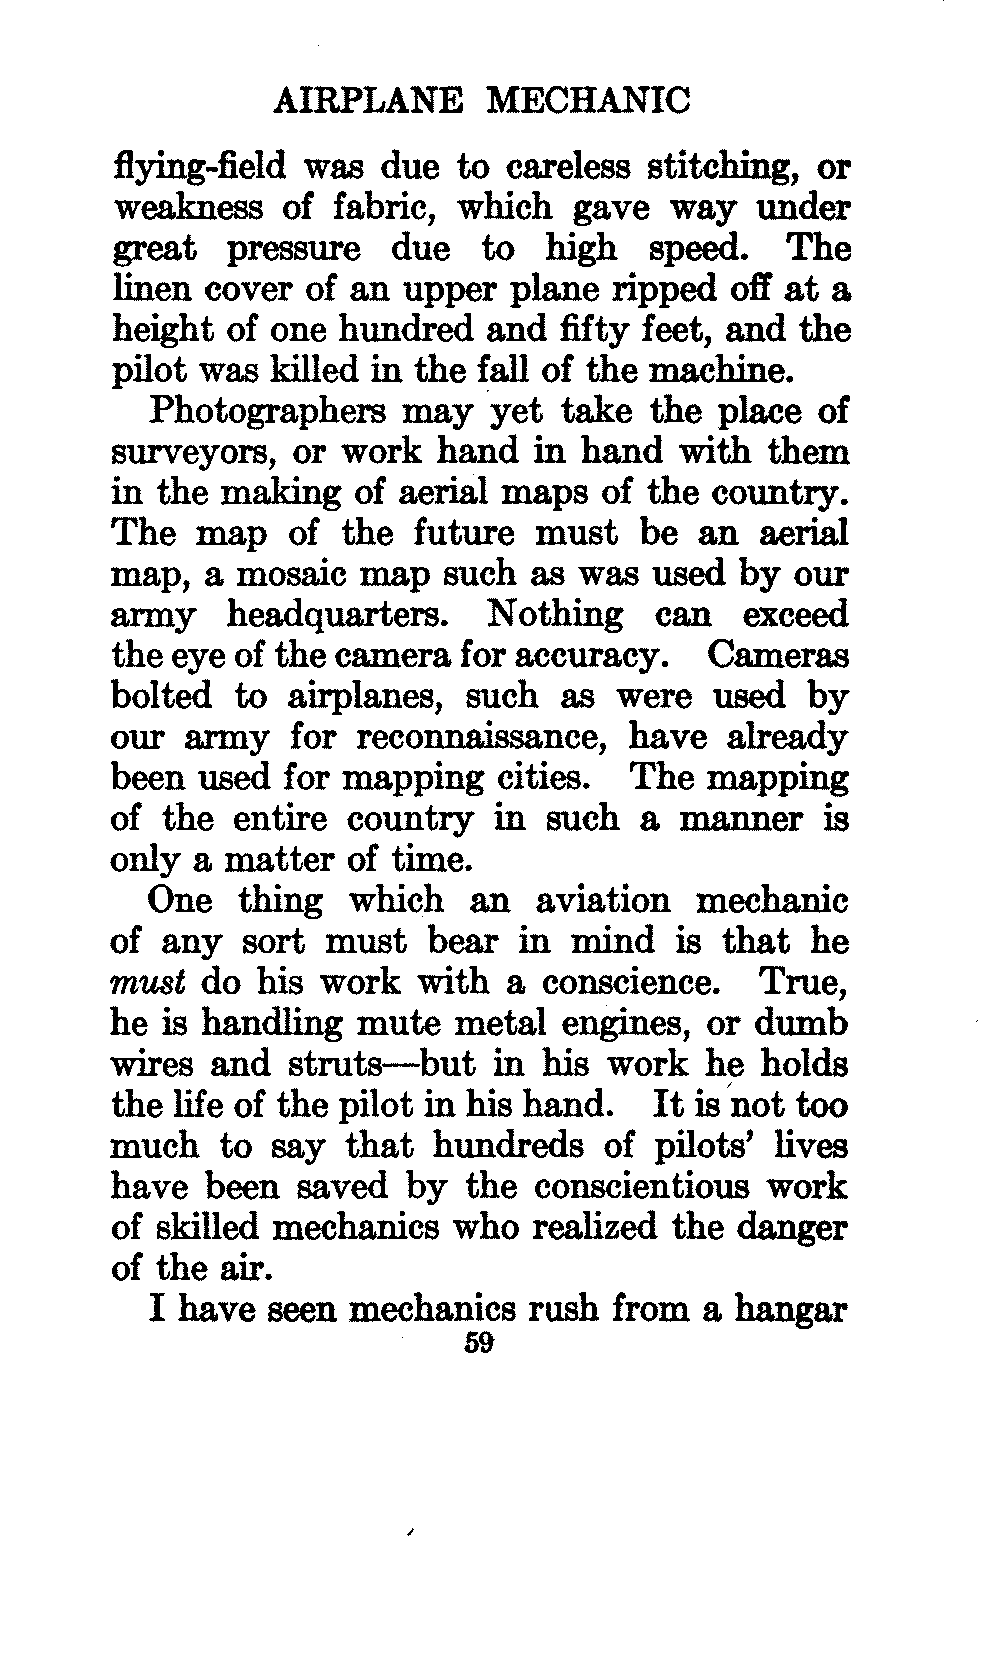 AIRPLANE MECHANIC
flying-field was due to careless stitching, or
weakness of fabric, which gave way under
great pressure due to high speed. The
linen cover of an upper plane ripped off at a
height of one hundred and fifty feet, and the
pilot was killed in the fall of the machine.
Photographers may yet take the place of
surveyors, or work hand in hand with them
in the making of aerial maps of the country.
The map of the future must be an aerial
map, a mosaic map such as was used by our
army headquarters. Nothing can exceed
the eye of the camera for accuracy. Cameras
bolted to airplanes, such as were used by
our army for reconnaissance, have already
been used for mapping cities. The mapping
of the entire country in such a manner is
only a matter of time.
One thing which an aviation mechanic
of any sort must bear in mind is that he
must do his work with a conscience. True,
he is handling mute metal engines, or dumb
wires and struts—but in his work he holds
the life of the pilot in his hand. It is not too
much to say that hundreds of pilots' lives
have been saved by the conscientious work
of skilled mechanics who realized the danger
of the air.
I have seen mechanics rush from a hangar
59